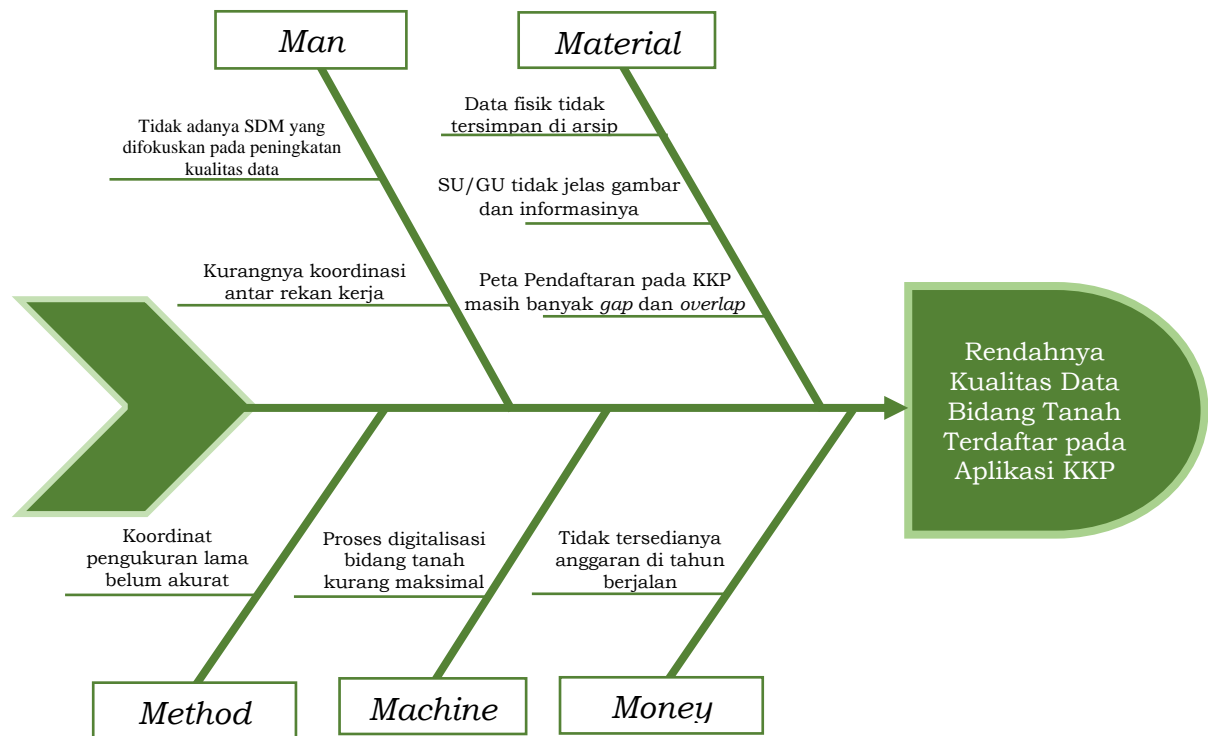 Man
Material
Tidak adanya SDM yang
difokuskan pada peningkatan
kualitas data
Kurangnya koordinasi
antar rekan kerja
Data fisik tidak
tersimpan di arsip
SU/GU tidak jelas gambar
dan informasinya
Peta Pendaftaran pada KKP
masih banyak gap dan overlap
Rendahnya
Kualitas Data
Bidang Tanah
Terdaftar pada
Aplikasi KKP
Koordinat
pengukuran lama
belum akurat
Proses digitalisasi
bidang tanah
kurang maksimal
Tidak tersedianya
anggaran di tahun
berjalan
Method
Machine
Money